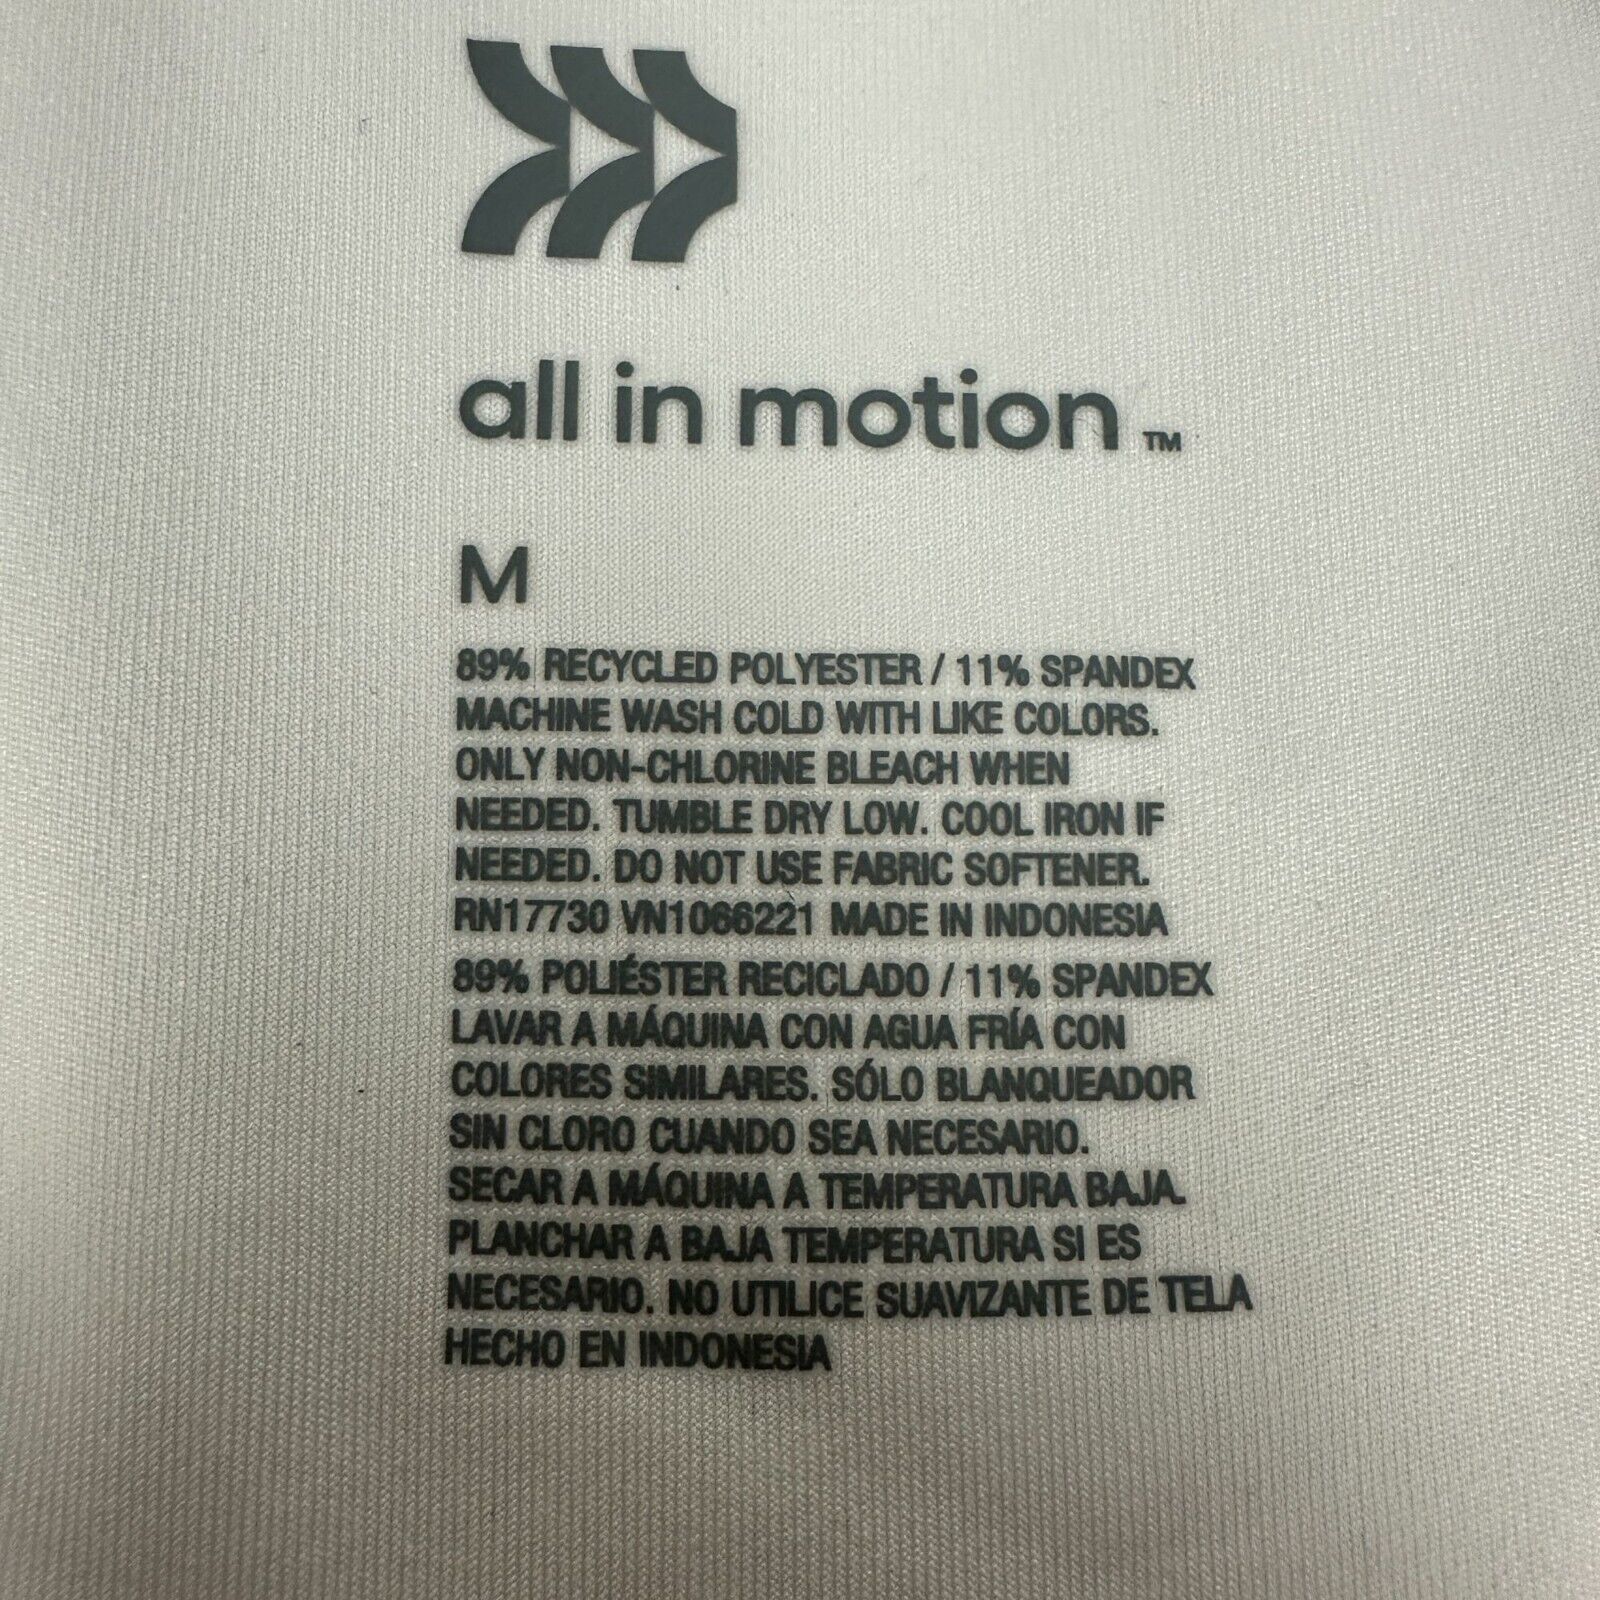 all in motion™
M
89% RECYCLED POLYESTER / 11% SPANDEX
MACHINE WASH COLD WITH LIKE COLORS.
ONLY NON-CHLORINE BLEACH WHEN
NEEDED. TUMBLE DRY LOW. COOL IRON IF
NEEDED. DO NOT USE FABRIC SOFTENER.
RN17730 VN1066221 MADE IN INDONESIA
89% POLIÉSTER RECICLADO / 11% SPANDEX
LAVAR A MÁQUINA CON AGUA FRÍA CON
COLORES SIMILARES. SÓLO BLANQUEADOR
SIN CLORO CUANDO SEA NECESARIO.
SECAR A MÁQUINA A TEMPERATURA BAJA.
PLANCHAR A BAJA TEMPERATURA SI ES
NECESARIO. NO UTILICE SUAVIZANTE DE TELA
HECHO EN INDONESIA